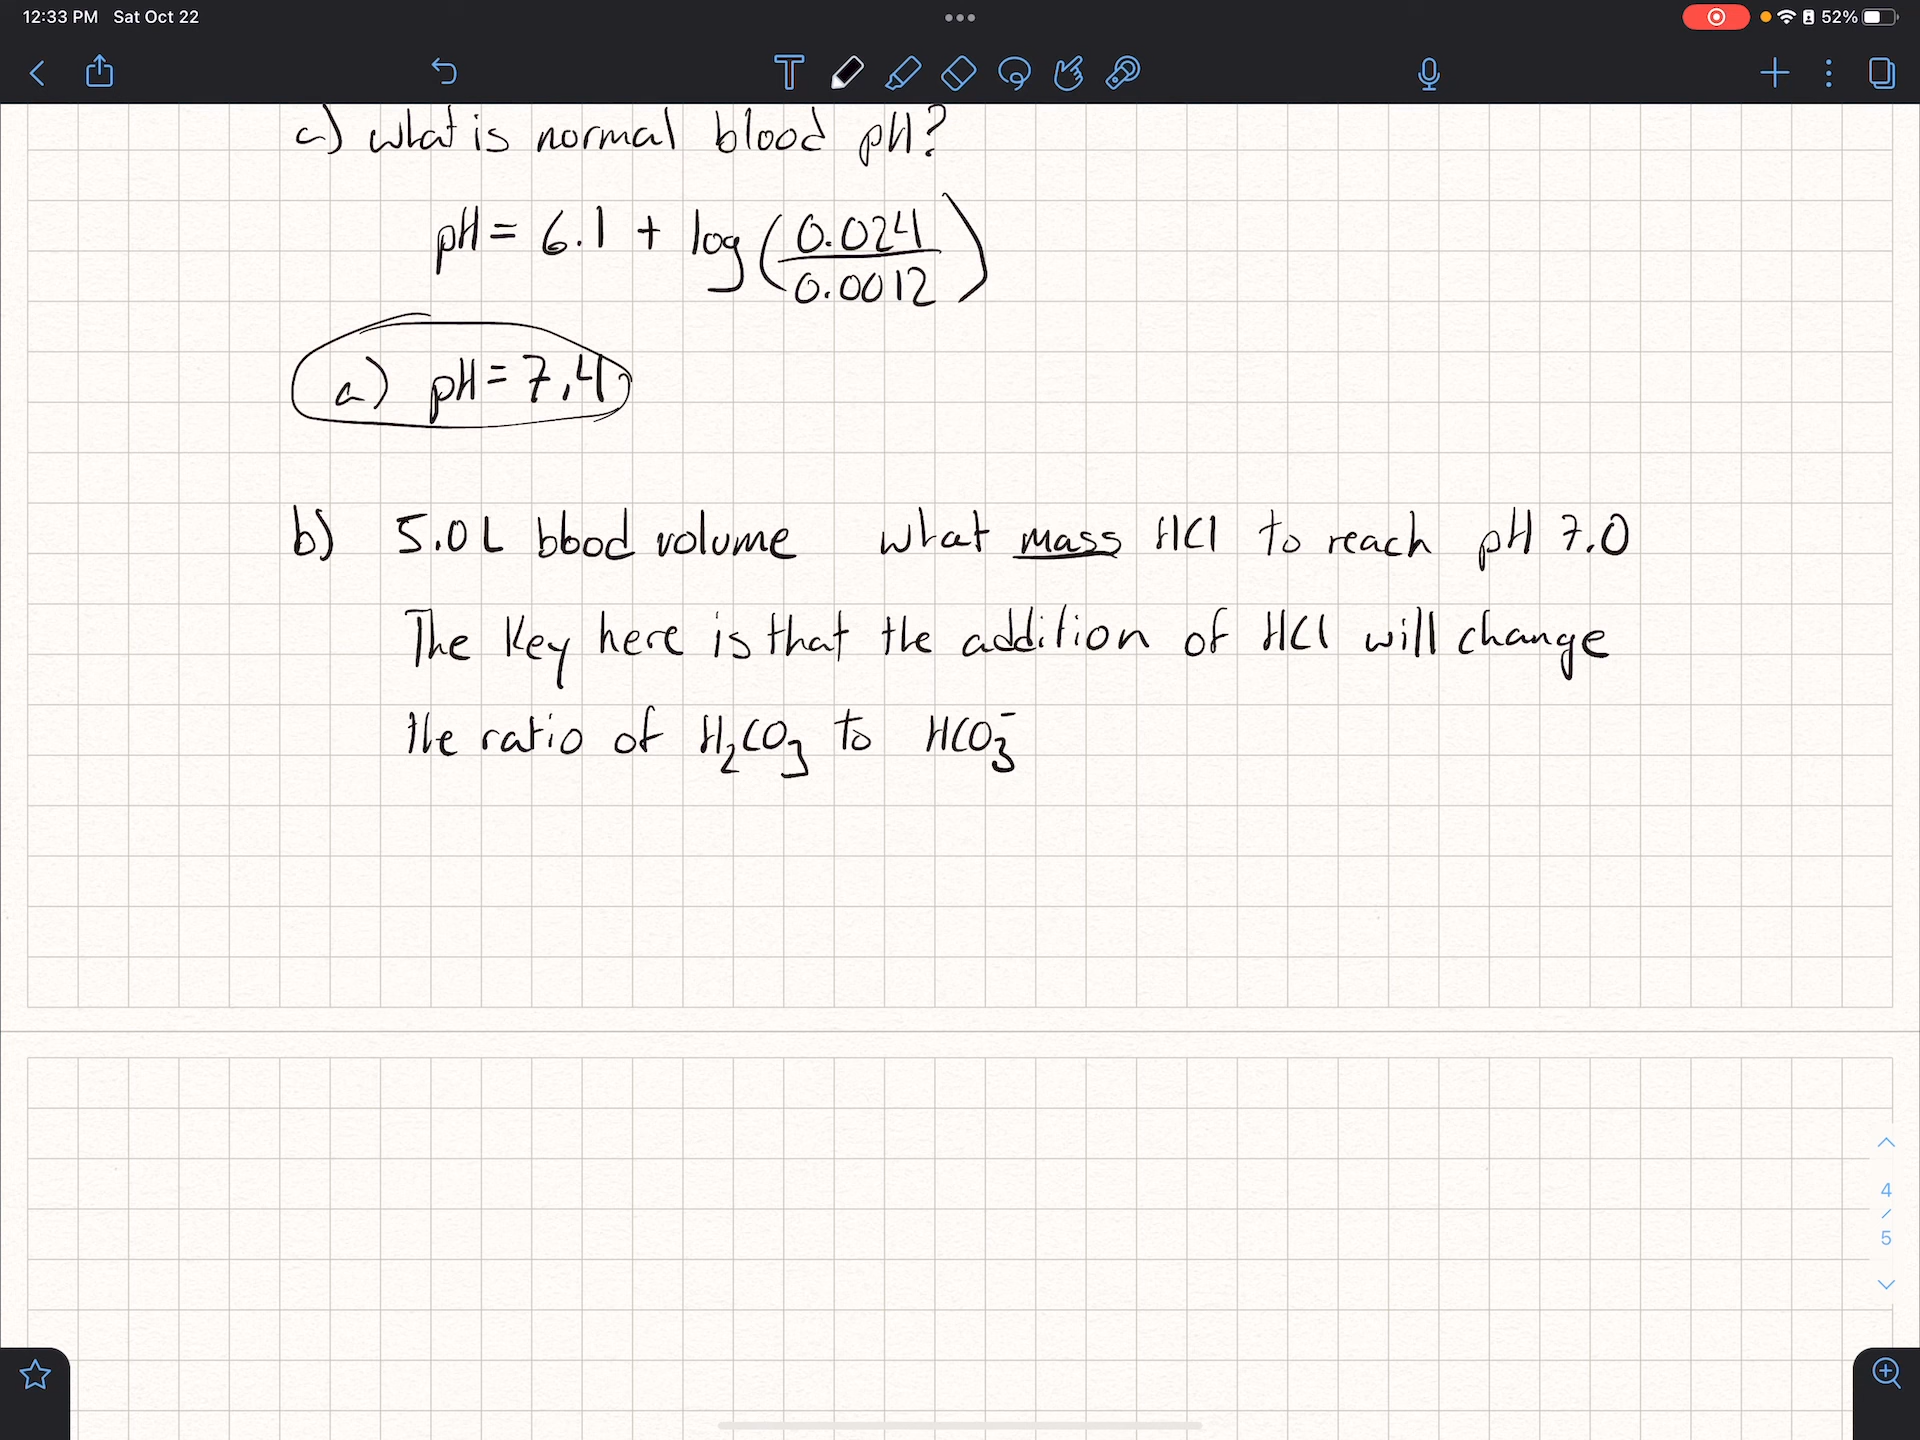 12:33 PM Sat Oct 22
52%
a) what is normal blood pH?
pH = 6.1 + log (0.024 / 0.0012)
a) pH = 7.4
b) 5.0 L blood volume what mass HCl to reach pH 7.0
The key here is that the addition of HCl will change
the ratio of H₂CO₃ to HCO₃⁻
4
/
5